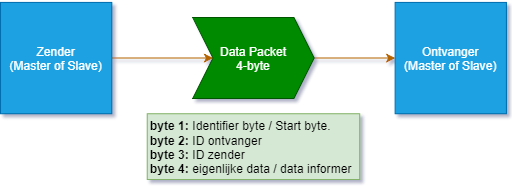 Zender
(Master of Slave)
Data Packet
4-byte
Ontvanger
(Master of Slave)
byte 1: Identifier byte / Start byte.
byte 2: ID ontvanger
byte 3: ID zender
byte 4: eigenlijke data / data informer